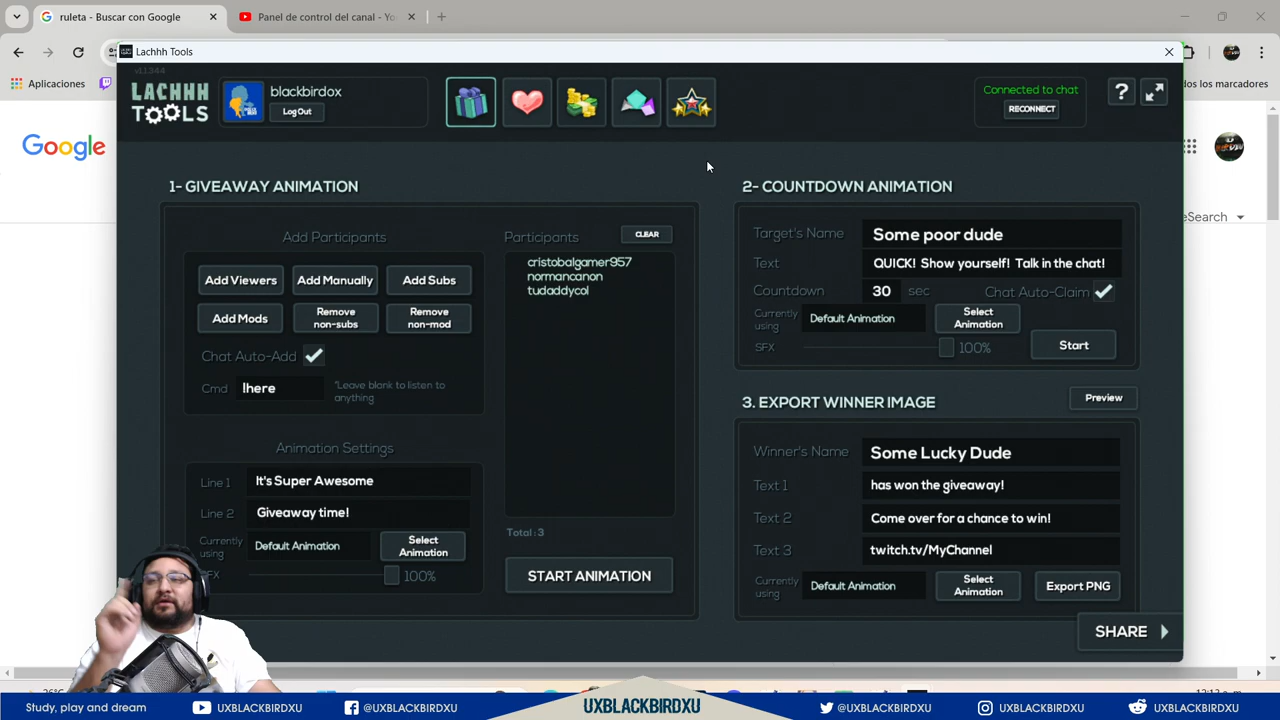 ruleta - Buscar con Google
Panel de control del canal - Yo
Aplicaciones
os los marcadores
Google
eSearch
Lachhh Tools
v1.1.344
LACHHH
TOOLS
blackbirdox
Log Out
Connected to chat
RECONNECT
?
1- GIVEAWAY ANIMATION
Add Participants
Add Viewers
Add Manually
Add Subs
Add Mods
Remove
non-subs
Remove
non-mod
Chat Auto-Add
Cmd
!here
*Leave blank to listen to
anything
Participants
CLEAR
cristobalgamer957
normancanon
tudaddycol
Total : 3
START ANIMATION
Animation Settings
Line 1
It's Super Awesome
Line 2
Giveaway time!
Currently
using
Default Animation
Select
Animation
FX
100%
2- COUNTDOWN ANIMATION
Target's Name
Some poor dude
Text
QUICK! Show yourself! Talk in the chat!
Countdown
30
sec
Chat Auto-Claim
Currently
using
Default Animation
Select
Animation
SFX
100%
Start
3. EXPORT WINNER IMAGE
Preview
Winner's Name
Some Lucky Dude
Text 1
has won the giveaway!
Text 2
Come over for a chance to win!
Text 3
twitch.tv/MyChannel
Currently
using
Default Animation
Select
Animation
Export PNG
SHARE
Study, play and dream
UXBLACKBIRDXU
@UXBLACKBIRDXU
UXBLACKBIRDXU
@UXBLACKBIRDXU
UXBLACKBIRDXU
UXBLACKBIRDXU